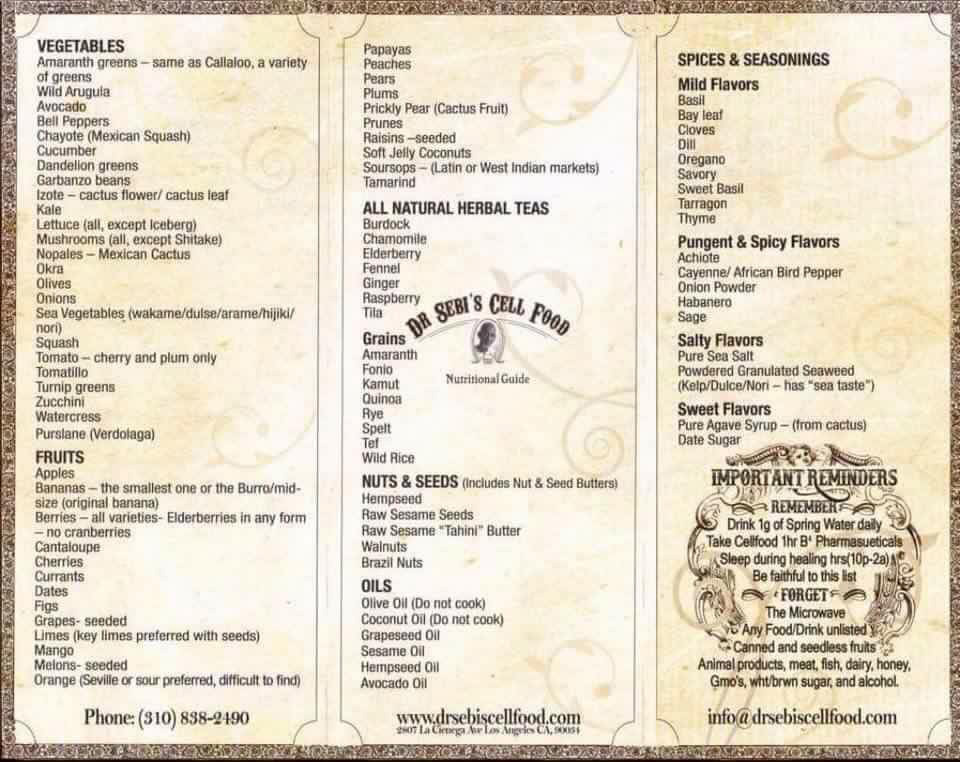 VEGETABLES
Amaranth greens – same as Callaloo, a variety
of greens
Wild Arugula
Avocado
Bell Peppers
Chayote (Mexican Squash)
Cucumber
Dandelion greens
Garbanzo beans
Izote – cactus flower/ cactus leaf
Kale
Lettuce (all, except Iceberg)
Mushrooms (all, except Shitake)
Nopales – Mexican Cactus
Okra
Olives
Onions
Sea Vegetables (wakame/dulse/arame/hijiki/
nori)
Squash
Tomato – cherry and plum only
Tomatillo
Turnip greens
Zucchini
Watercress
Purslane (Verdolaga)
FRUITS
Apples
Bananas – the smallest one or the Burro/mid-
size (original banana)
Berries – all varieties- Elderberries in any form
– no cranberries
Cantaloupe
Cherries
Currants
Dates
Figs
Grapes- seeded
Limes (key limes preferred with seeds)
Mango
Melons- seeded
Orange (Seville or sour preferred, difficult to find)
Phone: (310) 838-2490
Papayas
Peaches
Pears
Plums
Prickly Pear (Cactus Fruit)
Prunes
Raisins –seeded
Soft Jelly Coconuts
Soursops – (Latin or West Indian markets)
Tamarind
ALL NATURAL HERBAL TEAS
Burdock
Chamomile
Elderberry
Fennel
Ginger
Raspberry
Tila
DR SEBI'S CELL FOOD
Nutritional Guide
Grains
Amaranth
Fonio
Kamut
Quinoa
Rye
Spelt
Tef
Wild Rice
NUTS & SEEDS (Includes Nut & Seed Butters)
Hempseed
Raw Sesame Seeds
Raw Sesame "Tahini" Butter
Walnuts
Brazil Nuts
OILS
Olive Oil (Do not cook)
Coconut Oil (Do not cook)
Grapeseed Oil
Sesame Oil
Hempseed Oil
Avocado Oil
www.drsebiscellfood.com
2807 La Cienega Ave Los Angeles CA, 90034
SPICES & SEASONINGS
Mild Flavors
Basil
Bay leaf
Cloves
Dill
Oregano
Savory
Sweet Basil
Tarragon
Thyme
Pungent & Spicy Flavors
Achiote
Cayenne/ African Bird Pepper
Onion Powder
Habanero
Sage
Salty Flavors
Pure Sea Salt
Powdered Granulated Seaweed
(Kelp/Dulce/Nori – has "sea taste")
Sweet Flavors
Pure Agave Syrup – (from cactus)
Date Sugar
IMPORTANT REMINDERS
REMEMBER
Drink 1g of Spring Water daily
Take Cellfood 1hr B⁴ Pharmasueticals
Sleep during healing hrs(10p-2a)
Be faithful to this list
FORGET
The Microwave
Any Food/Drink unlisted
Canned and seedless fruits
Animal products, meat, fish, dairy, honey,
Gmo's, wht/brwn sugar, and alcohol.
info@drsebiscellfood.com